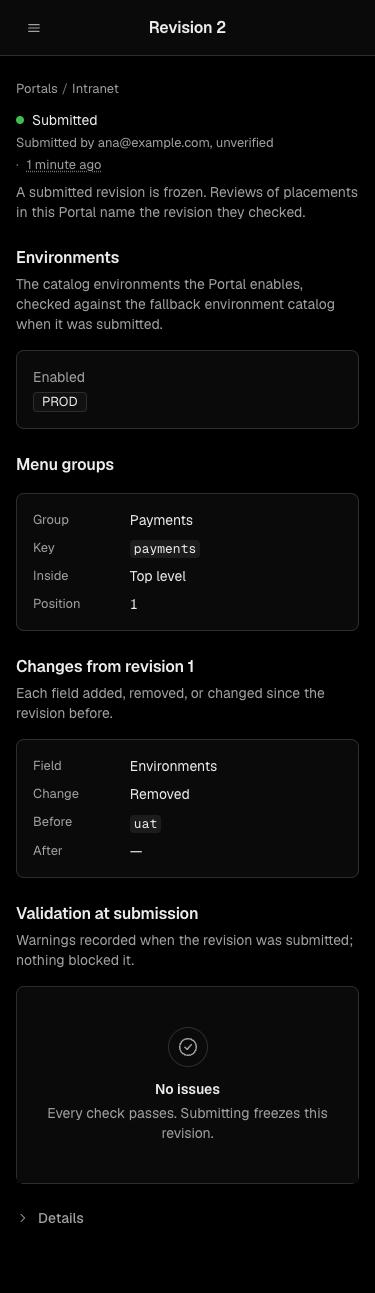 Revision 2
Portals / Intranet
Submitted
Submitted by ana@example.com, unverified
· 1 minute ago
A submitted revision is frozen. Reviews of placements
in this Portal name the revision they checked.
Environments
The catalog environments the Portal enables,
checked against the fallback environment catalog
when it was submitted.
Enabled
PROD
Menu groups
Group Payments
Key payments
Inside Top level
Position 1
Changes from revision 1
Each field added, removed, or changed since the
revision before.
Field Environments
Change Removed
Before uat
After —
Validation at submission
Warnings recorded when the revision was submitted;
nothing blocked it.
No issues
Every check passes. Submitting freezes this
revision.
Details